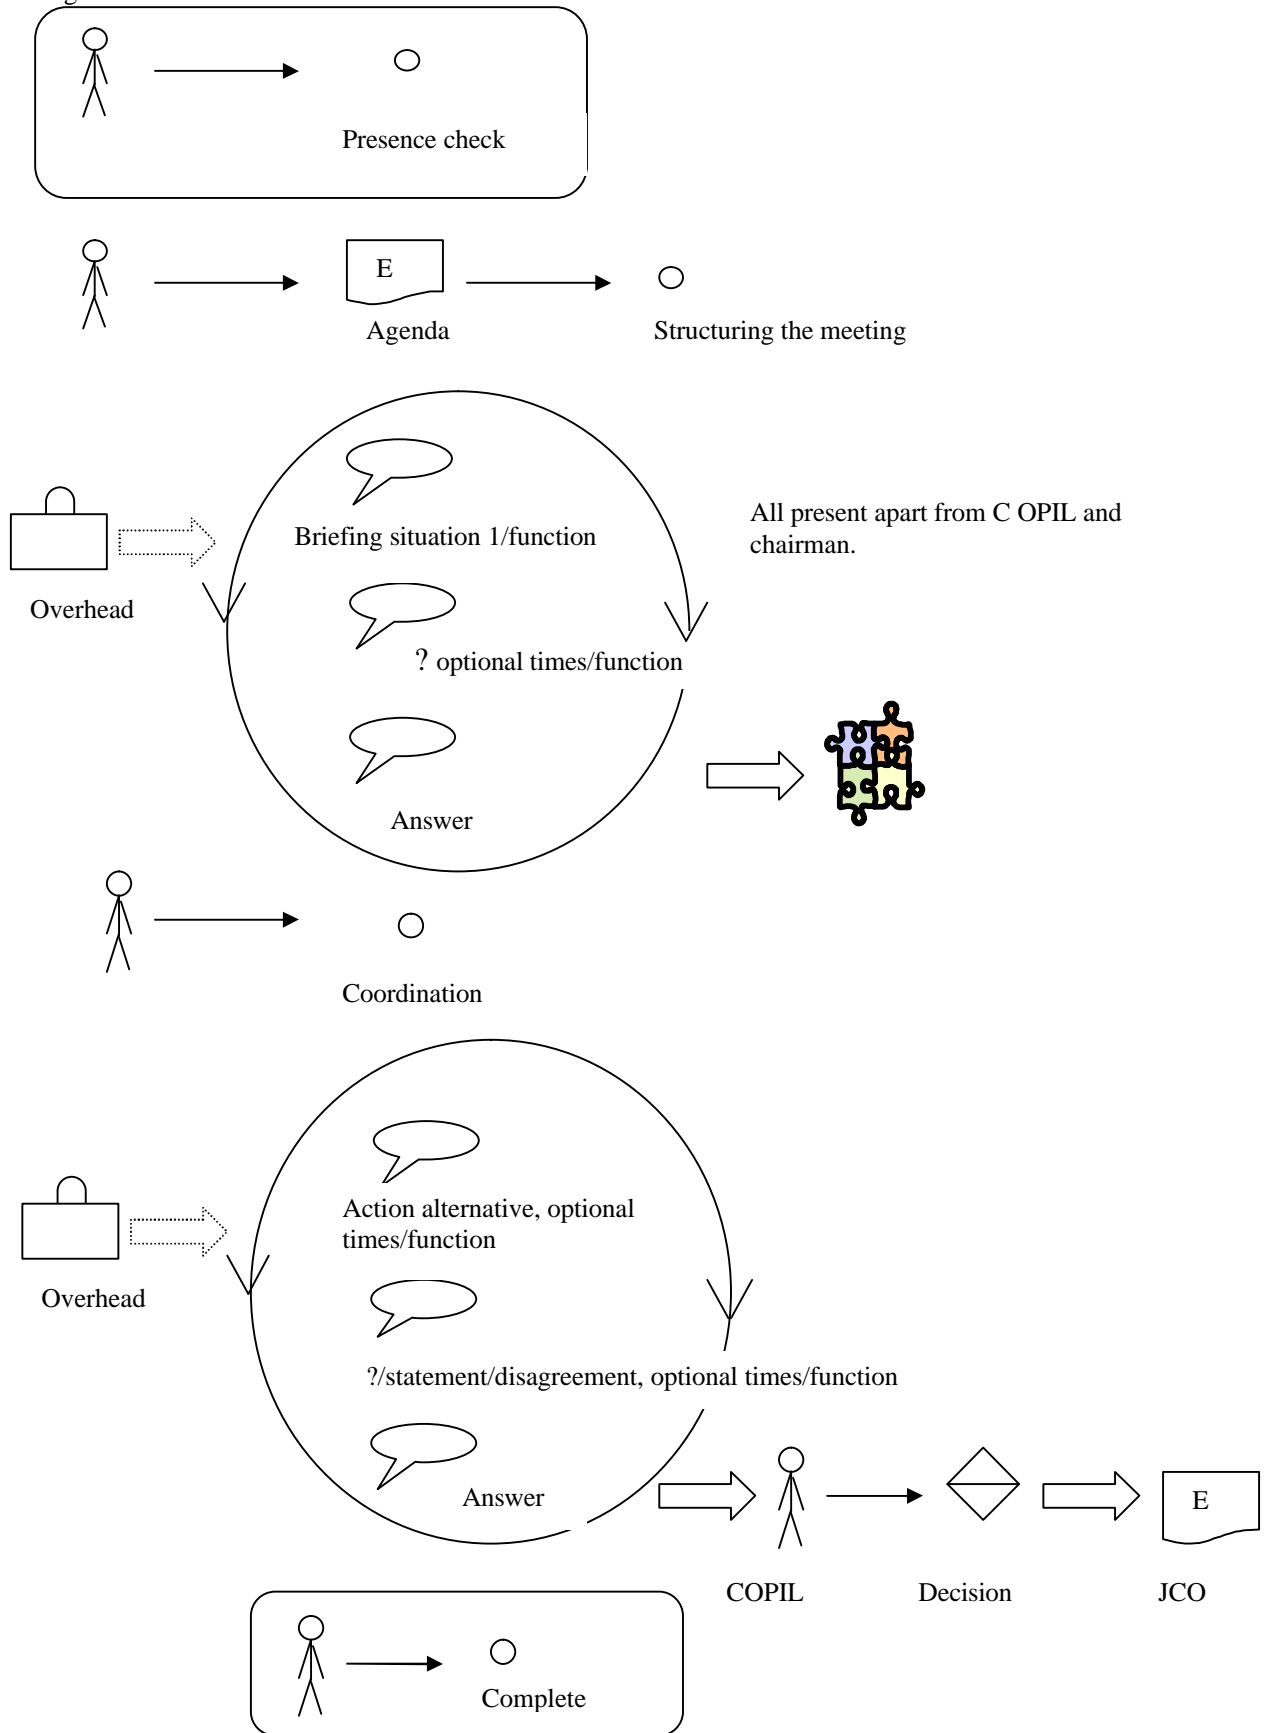 Presence check
E
Agenda
Structuring the meeting
Briefing situation 1/function
All present apart from C OPIL and
chairman.
Overhead
? optional times/function
Answer
Coordination
Action alternative, optional
times/function
Overhead
?/statement/disagreement, optional times/function
Answer
E
COPIL
Decision
JCO
Complete